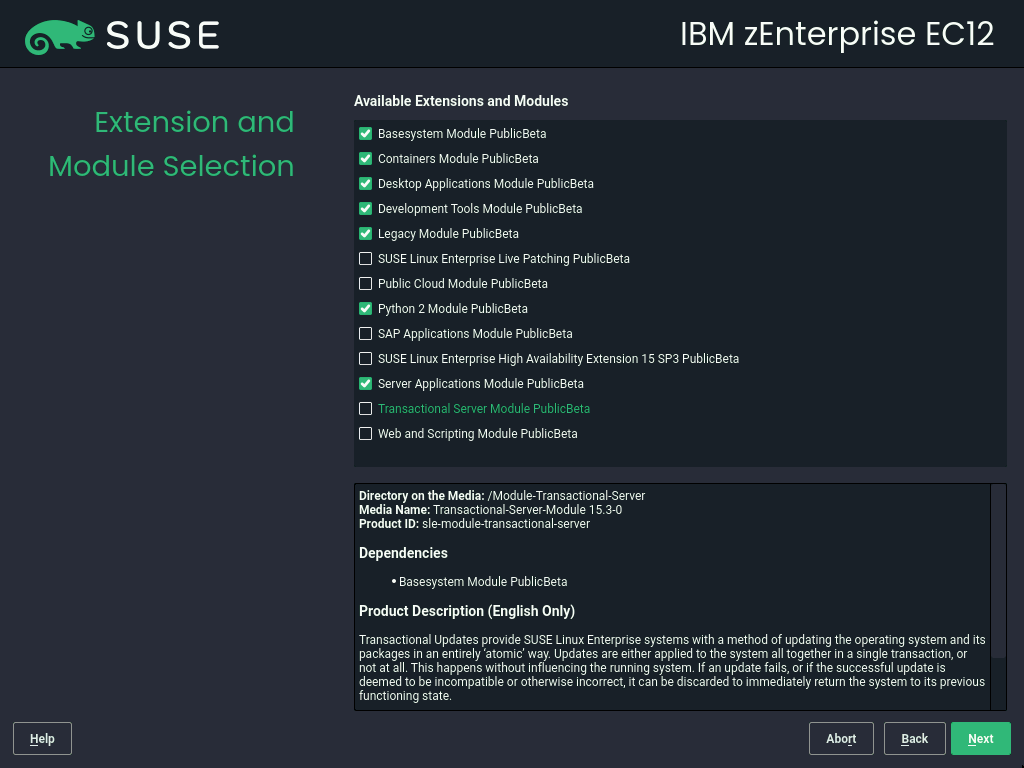 SUSE
IBM zEnterprise EC12
Extension and
Module Selection
Available Extensions and Modules
Basesystem Module PublicBeta
Containers Module PublicBeta
Desktop Applications Module PublicBeta
Development Tools Module PublicBeta
Legacy Module PublicBeta
SUSE Linux Enterprise Live Patching PublicBeta
Public Cloud Module PublicBeta
Python 2 Module PublicBeta
SAP Applications Module PublicBeta
SUSE Linux Enterprise High Availability Extension 15 SP3 PublicBeta
Server Applications Module PublicBeta
Transactional Server Module PublicBeta
Web and Scripting Module PublicBeta
Directory on the Media: /Module-Transactional-Server
Media Name: Transactional-Server-Module 15.3-0
Product ID: sle-module-transactional-server
Dependencies
• Basesystem Module PublicBeta
Product Description (English Only)
Transactional Updates provide SUSE Linux Enterprise systems with a method of updating the operating system and its
packages in an entirely ‘atomic’ way. Updates are either applied to the system all together in a single transaction, or
not at all. This happens without influencing the running system. If an update fails, or if the successful update is
deemed to be incompatible or otherwise incorrect, it can be discarded to immediately return the system to its previous
functioning state.
Help
Abort
Back
Next